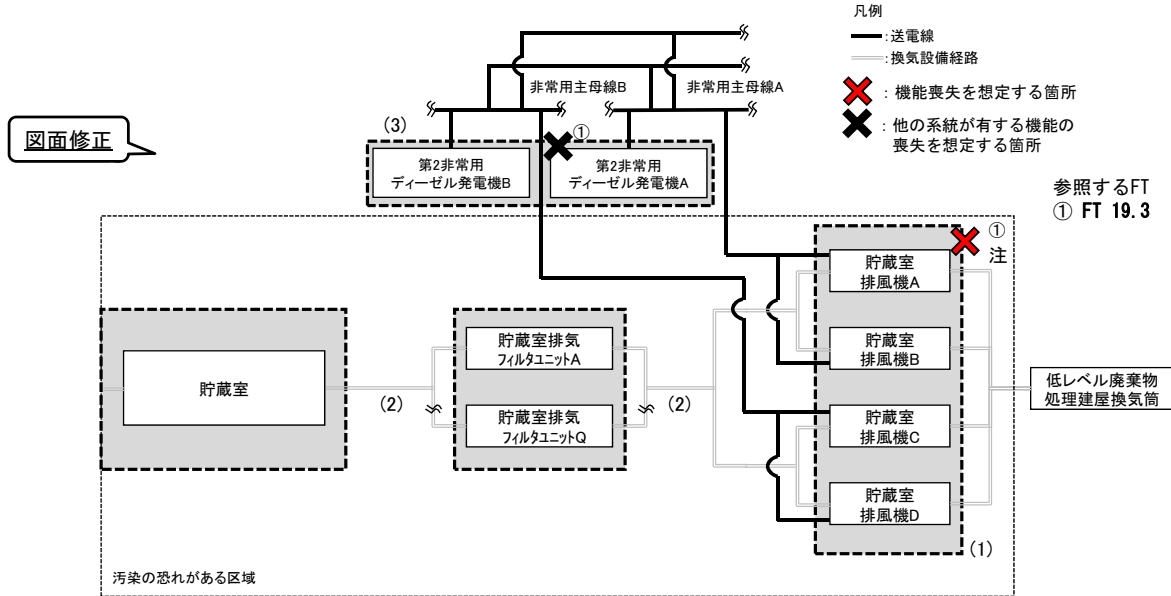 凡例
:送電線
:換気設備経路
: 機能喪失を想定する箇所
: 他の系統が有する機能の
喪失を想定する箇所
図面修正
非常用主母線B
非常用主母線A
(3)
①
第2非常用
ディーゼル発電機B
第2非常用
ディーゼル発電機A
参照するFT
① FT 19.3
①
注
貯蔵室
排風機A
貯蔵室
排風機B
貯蔵室
排風機C
貯蔵室
排風機D
(1)
貯蔵室
(2)
貯蔵室排気
フィルタユニットA
貯蔵室排気
フィルタユニットQ
(2)
低レベル廃棄物
処理建屋換気筒
汚染の恐れがある区域